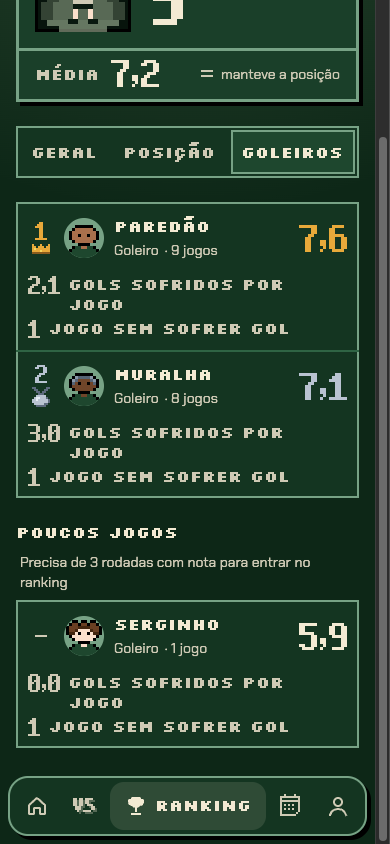 MÉDIA 7,2 = manteve a posição
GERAL POSIÇÃO GOLEIROS
1 PAREDÃO 7,6
Goleiro · 9 jogos
2,1 GOLS SOFRIDOS POR
JOGO
1 JOGO SEM SOFRER GOL
2 MURALHA 7,1
Goleiro · 8 jogos
3,0 GOLS SOFRIDOS POR
JOGO
1 JOGO SEM SOFRER GOL
POUCOS JOGOS
Precisa de 3 rodadas com nota para entrar no
ranking
– SERGINHO 5,9
Goleiro · 1 jogo
0,0 GOLS SOFRIDOS POR
JOGO
1 JOGO SEM SOFRER GOL
VS RANKING